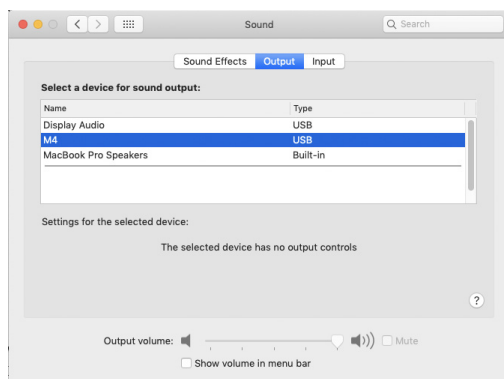 Sound
Search
Sound Effects Output Input
Select a device for sound output:
Name Type
Display Audio USB
M4 USB
MacBook Pro Speakers Built-in
Settings for the selected device:
The selected device has no output controls
?
Output volume: Mute
Show volume in menu bar